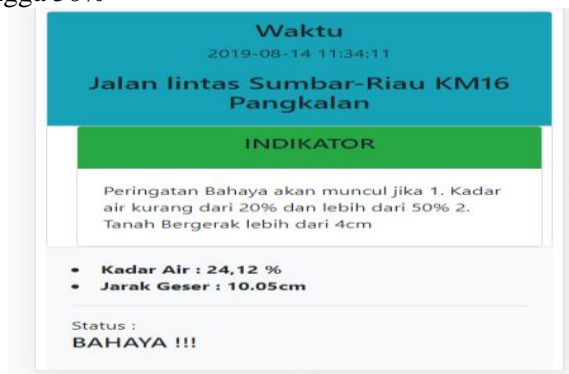 Waktu
2019-08-14 11:34:11
Jalan lintas Sumbar-Riau KM16
Pangkalan
INDIKATOR
Peringatan Bahaya akan muncul jika 1. Kadar
air kurang dari 20% dan lebih dari 50% 2.
Tanah Bergerak lebih dari 4cm
• Kadar Air : 24,12 %
• Jarak Geser : 10.05cm
Status :
BAHAYA !!!